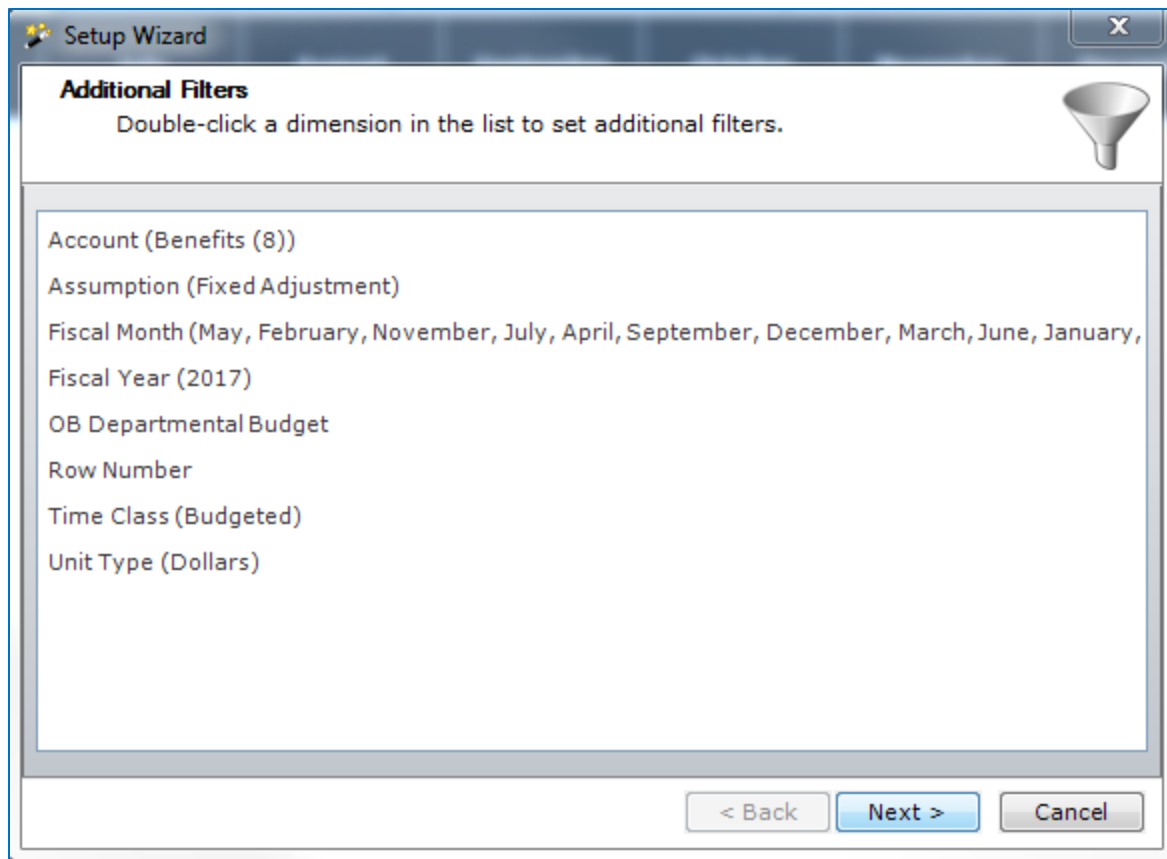 Setup Wizard
X
Additional Filters
Double-click a dimension in the list to set additional filters.
Account (Benefits (8))
Assumption (Fixed Adjustment)
Fiscal Month (May, February, November, July, April, September, December, March, June, January,
Fiscal Year (2017)
OB Departmental Budget
Row Number
Time Class (Budgeted)
Unit Type (Dollars)
< Back Next > Cancel